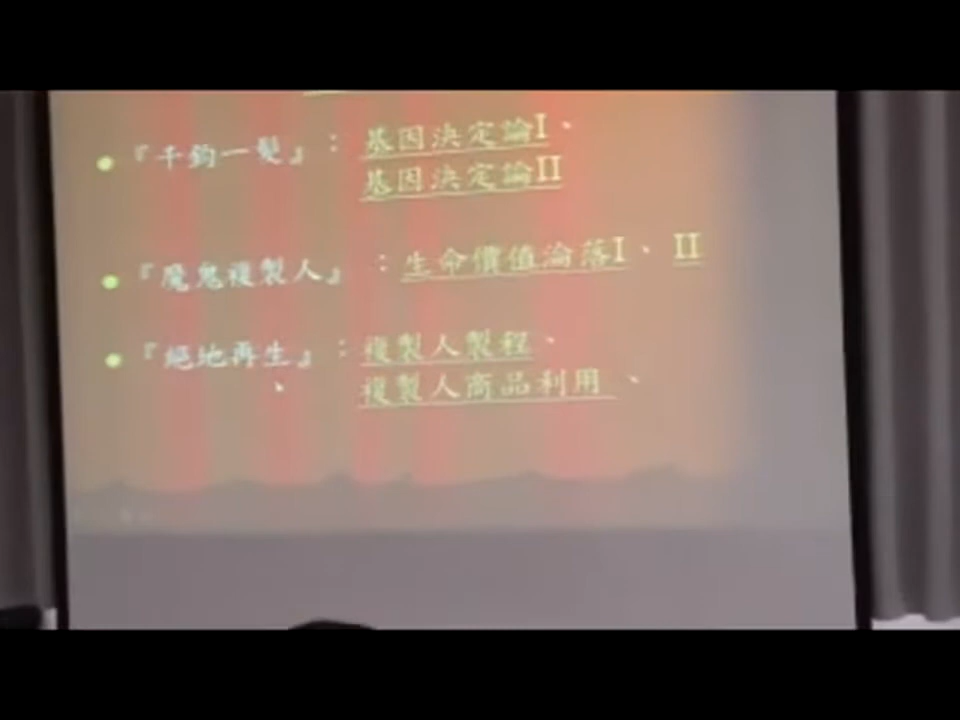 『千鈞一髮』：基因決定論I、
基因決定論II
『魔鬼複製人』：生命價值淪落I、II
『絕地再生』：複製人製程、
、 複製人商品利用、